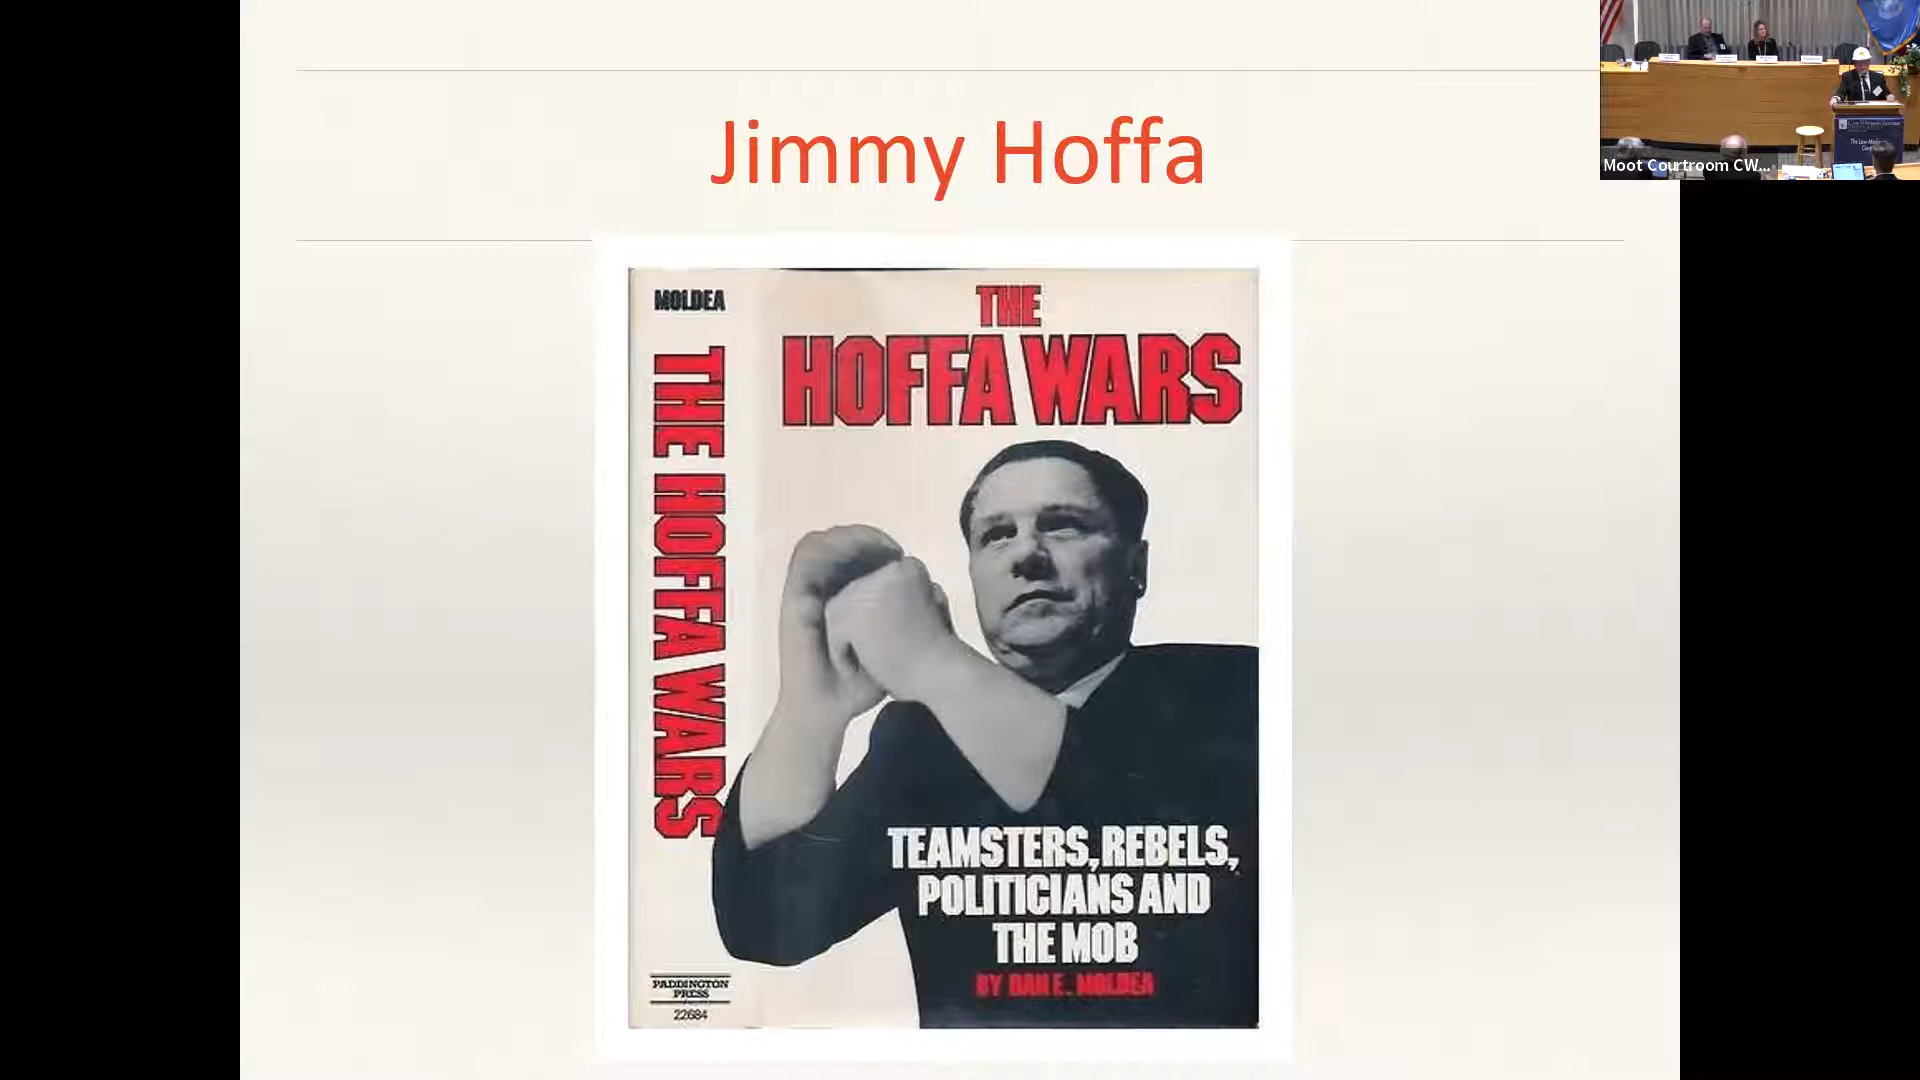 Jimmy Hoffa
MOLDEA
THE HOFFA WARS
PADDINGTON
PRESS
22684
THE
HOFFA WARS
TEAMSTERS, REBELS,
POLITICIANS AND
THE MOB
BY DAN E. MOLDEA
Moot Courtroom CW...